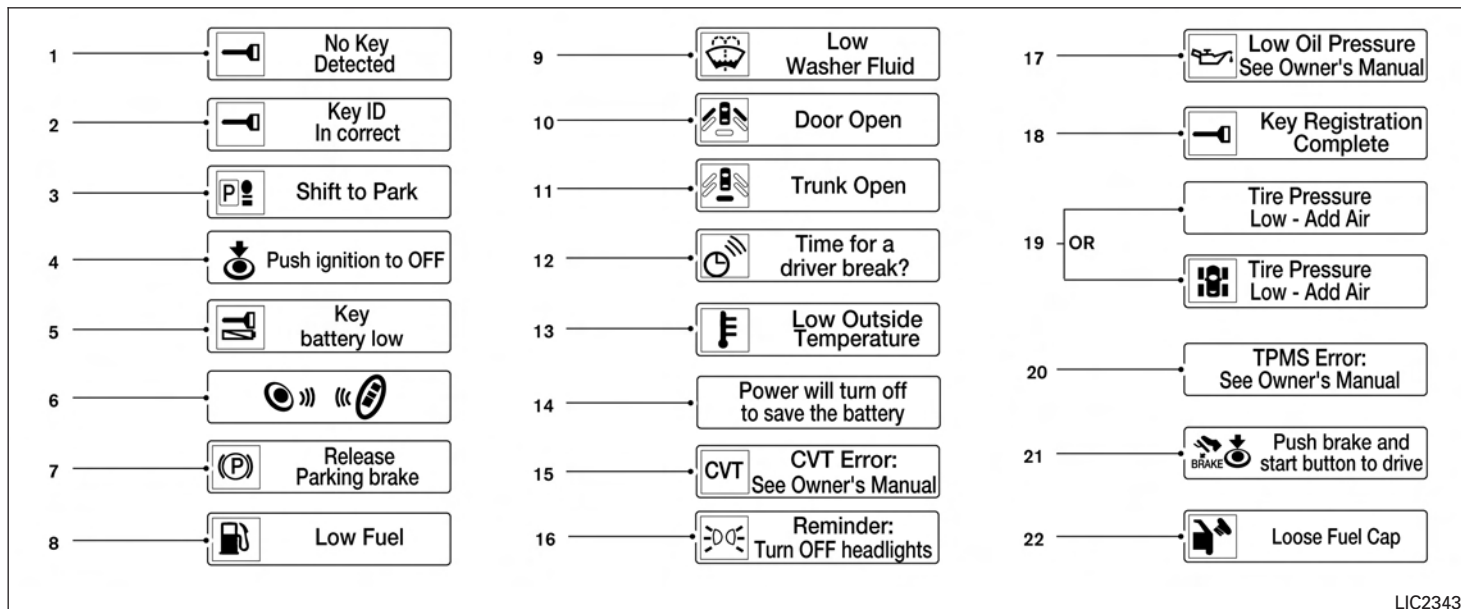 1
No Key
Detected
2
Key ID
In correct
3
P
Shift to Park
4
Push ignition to OFF
5
Key
battery low
6
7
P
Release
Parking brake
8
Low Fuel
9
Low
Washer Fluid
10
Door Open
11
Trunk Open
12
Time for a
driver break?
13
Low Outside
Temperature
14
Power will turn off
to save the battery
15
CVT
CVT Error:
See Owner's Manual
16
Reminder:
Turn OFF headlights
17
Low Oil Pressure
See Owner's Manual
18
Key Registration
Complete
19
OR
Tire Pressure
Low - Add Air
Tire Pressure
Low - Add Air
20
TPMS Error:
See Owner's Manual
21
BRAKE
Push brake and
start button to drive
22
Loose Fuel Cap
LIC2343